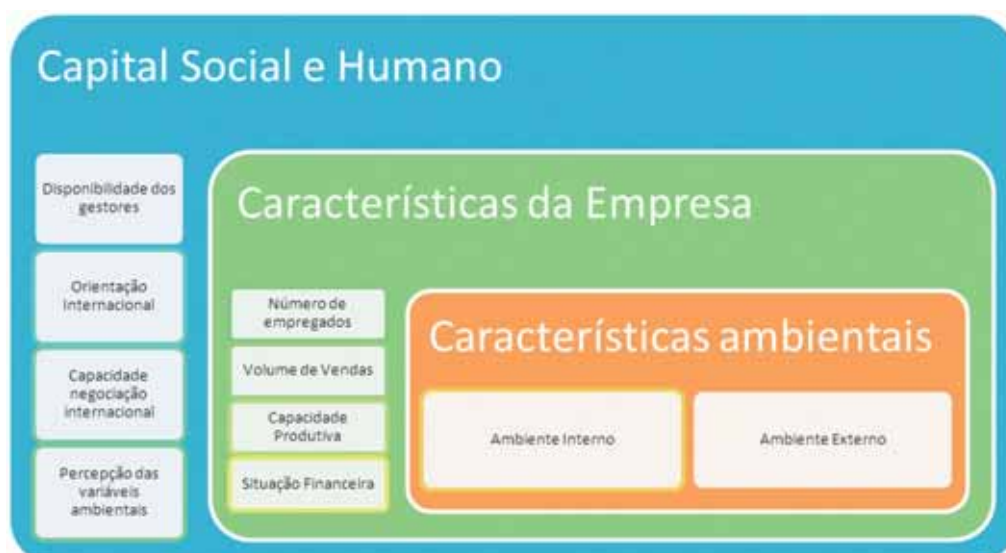 Capital Social e Humano
Disponibilidade dos
gestores
Orientação
Internacional
Capacidade
negociação
internacional
Percepção das
variáveis
ambientais
Características da Empresa
Número de
empregados
Volume de Vendas
Capacidade
Produtiva
Situação Financeira
Características ambientais
Ambiente Interno
Ambiente Externo